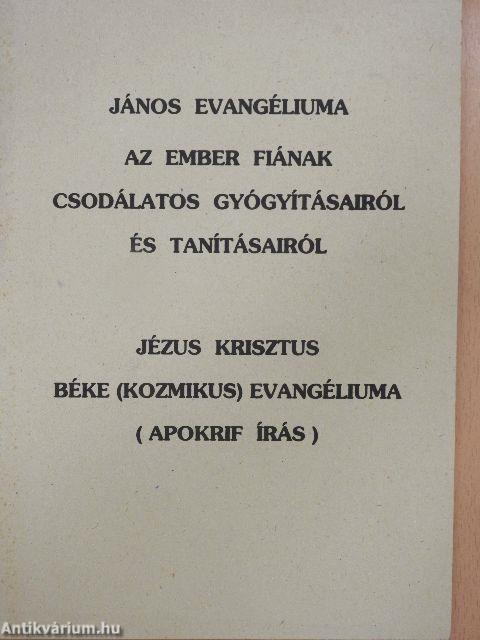 JÁNOS EVANGÉLIUMA
AZ EMBER FIÁNAK
CSODÁLATOS GYÓGYÍTÁSAIRÓL
ÉS TANÍTÁSAIRÓL
JÉZUS KRISZTUS
BÉKE (KOZMIKUS) EVANGÉLIUMA
( APOKRIF ÍRÁS )
Antikvárium.hu